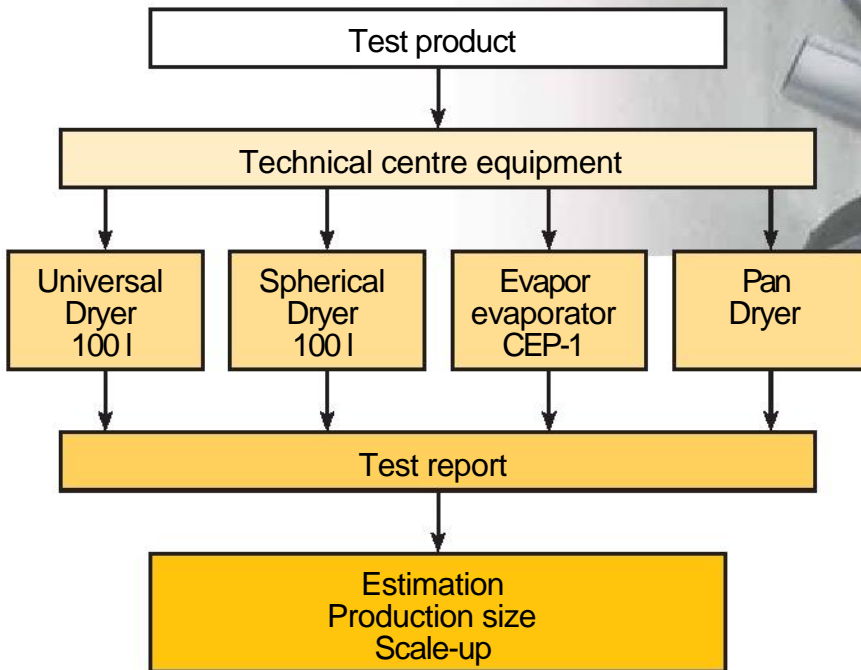 Test product
Technical centre equipment
Universal
Dryer
100 l
Spherical
Dryer
100 l
Evapor
evaporator
CEP-1
Pan
Dryer
Test report
Estimation
Production size
Scale-up